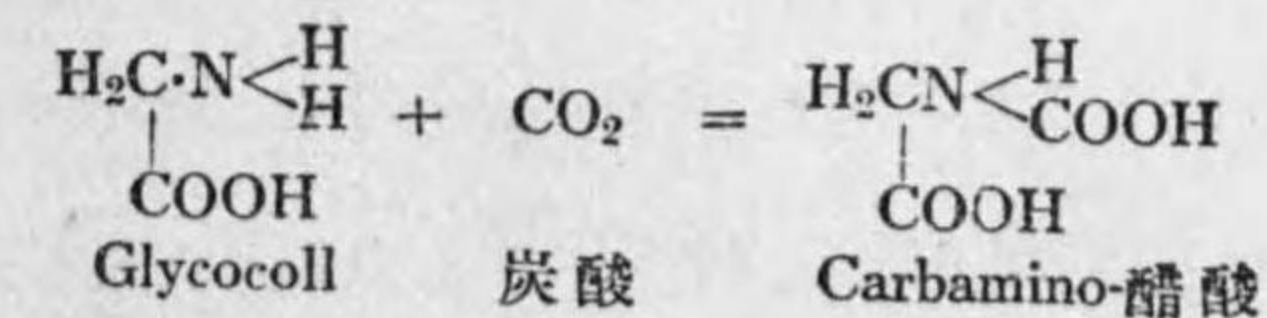 H₂C·N<H
H + CO₂ = H₂CN<H
COOH
COOH COOH
Glycocoll 炭酸 Carbamino-醋酸